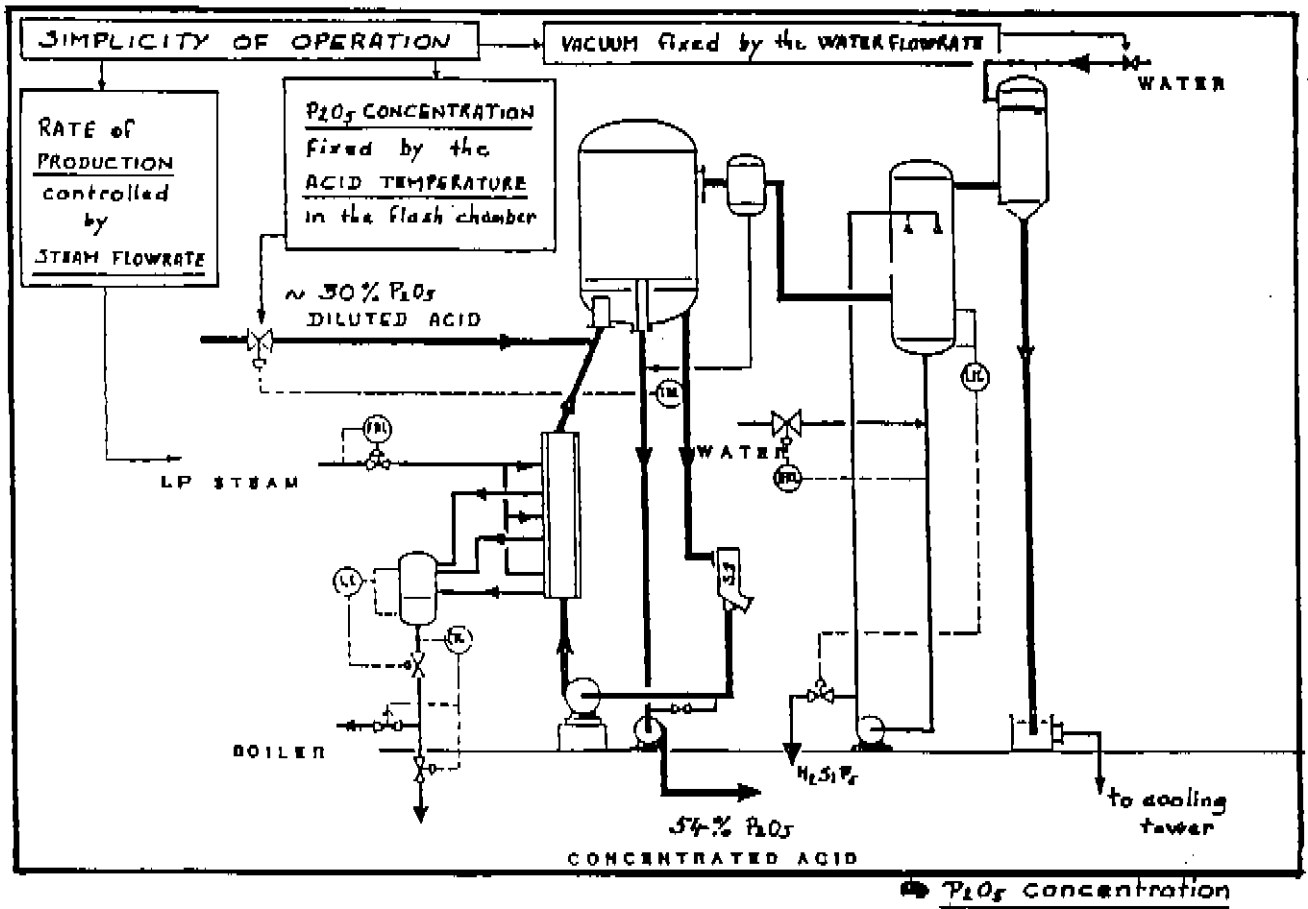 SIMPLICITY OF OPERATION
VACUUM fixed by the WATER FLOWRATE
WATER
RATE of
PRODUCTION
controlled
by
STEAM FLOWRATE
P2O5 CONCENTRATION
fixed by the
ACID TEMPERATURE
in the flash chamber
~ 30% P2O5
DILUTED ACID
LIC
WATER
LP STEAM
BOILER
H2SiF6
54% P2O5
CONCENTRATED ACID
to cooling
tower
P2O5 Concentration